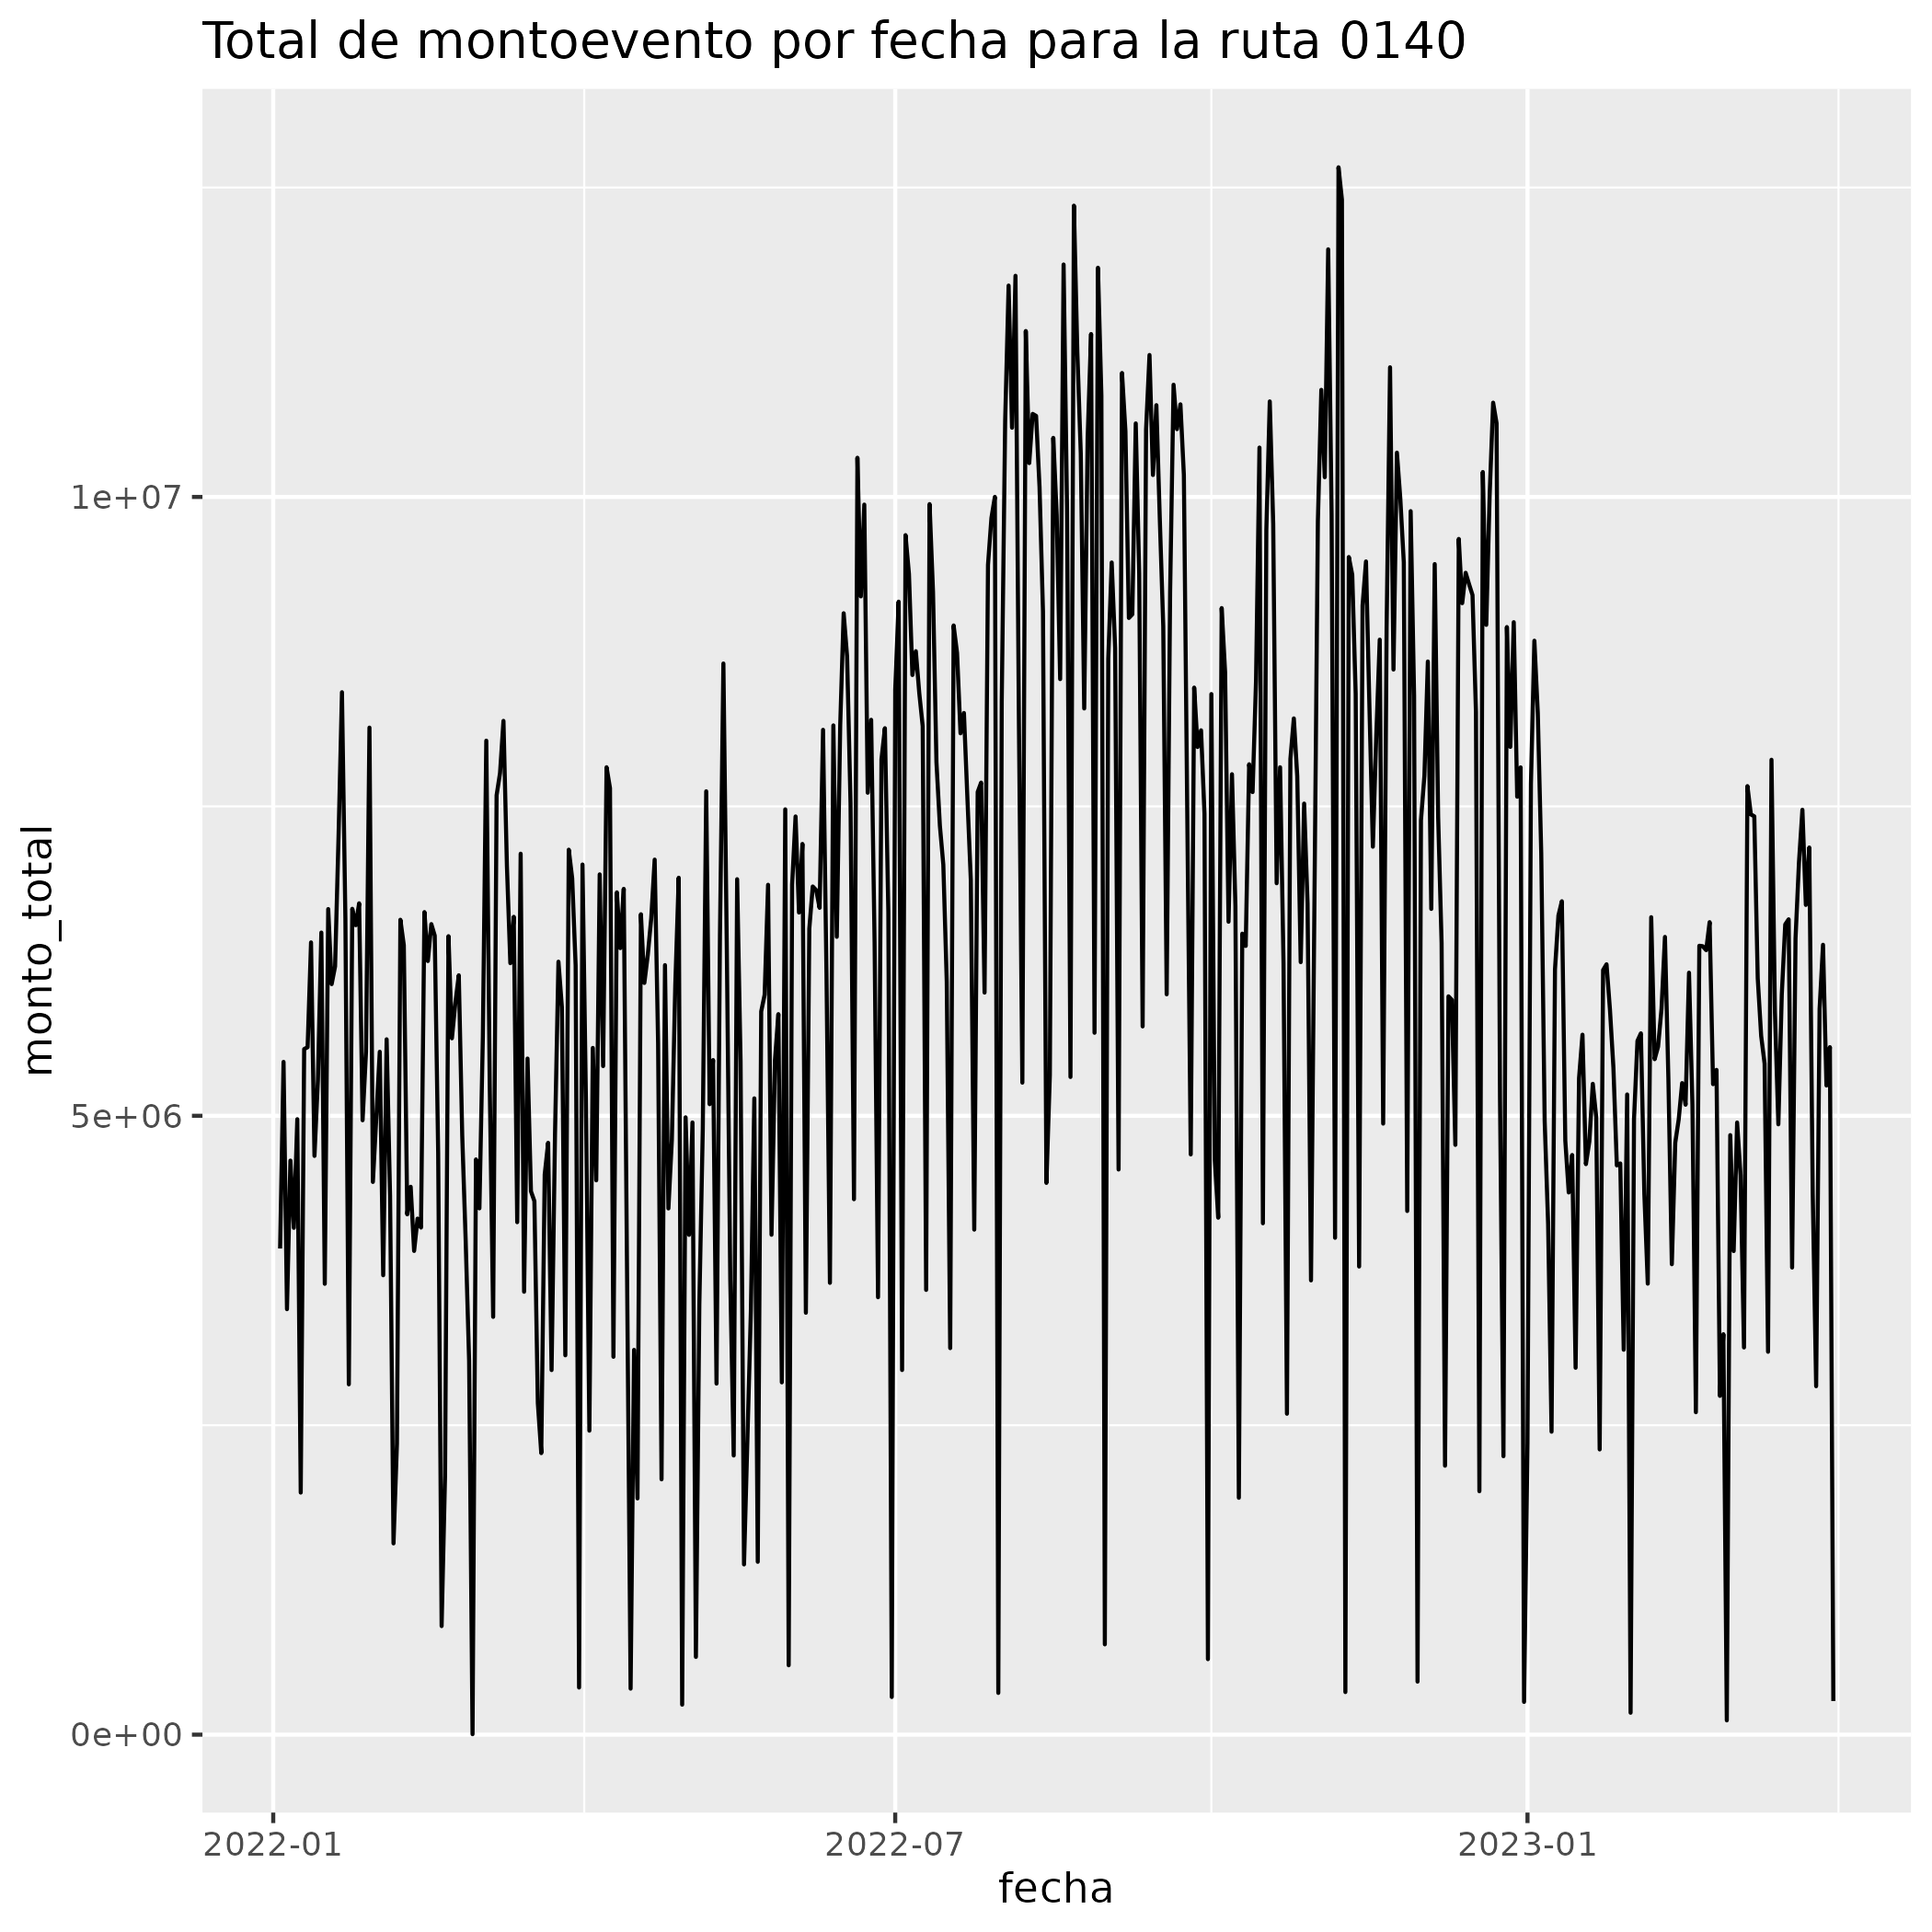 Total de montoevento por fecha para la ruta 0140
monto_total
1e+07
5e+06
0e+00
2022-01
2022-07
2023-01
fecha